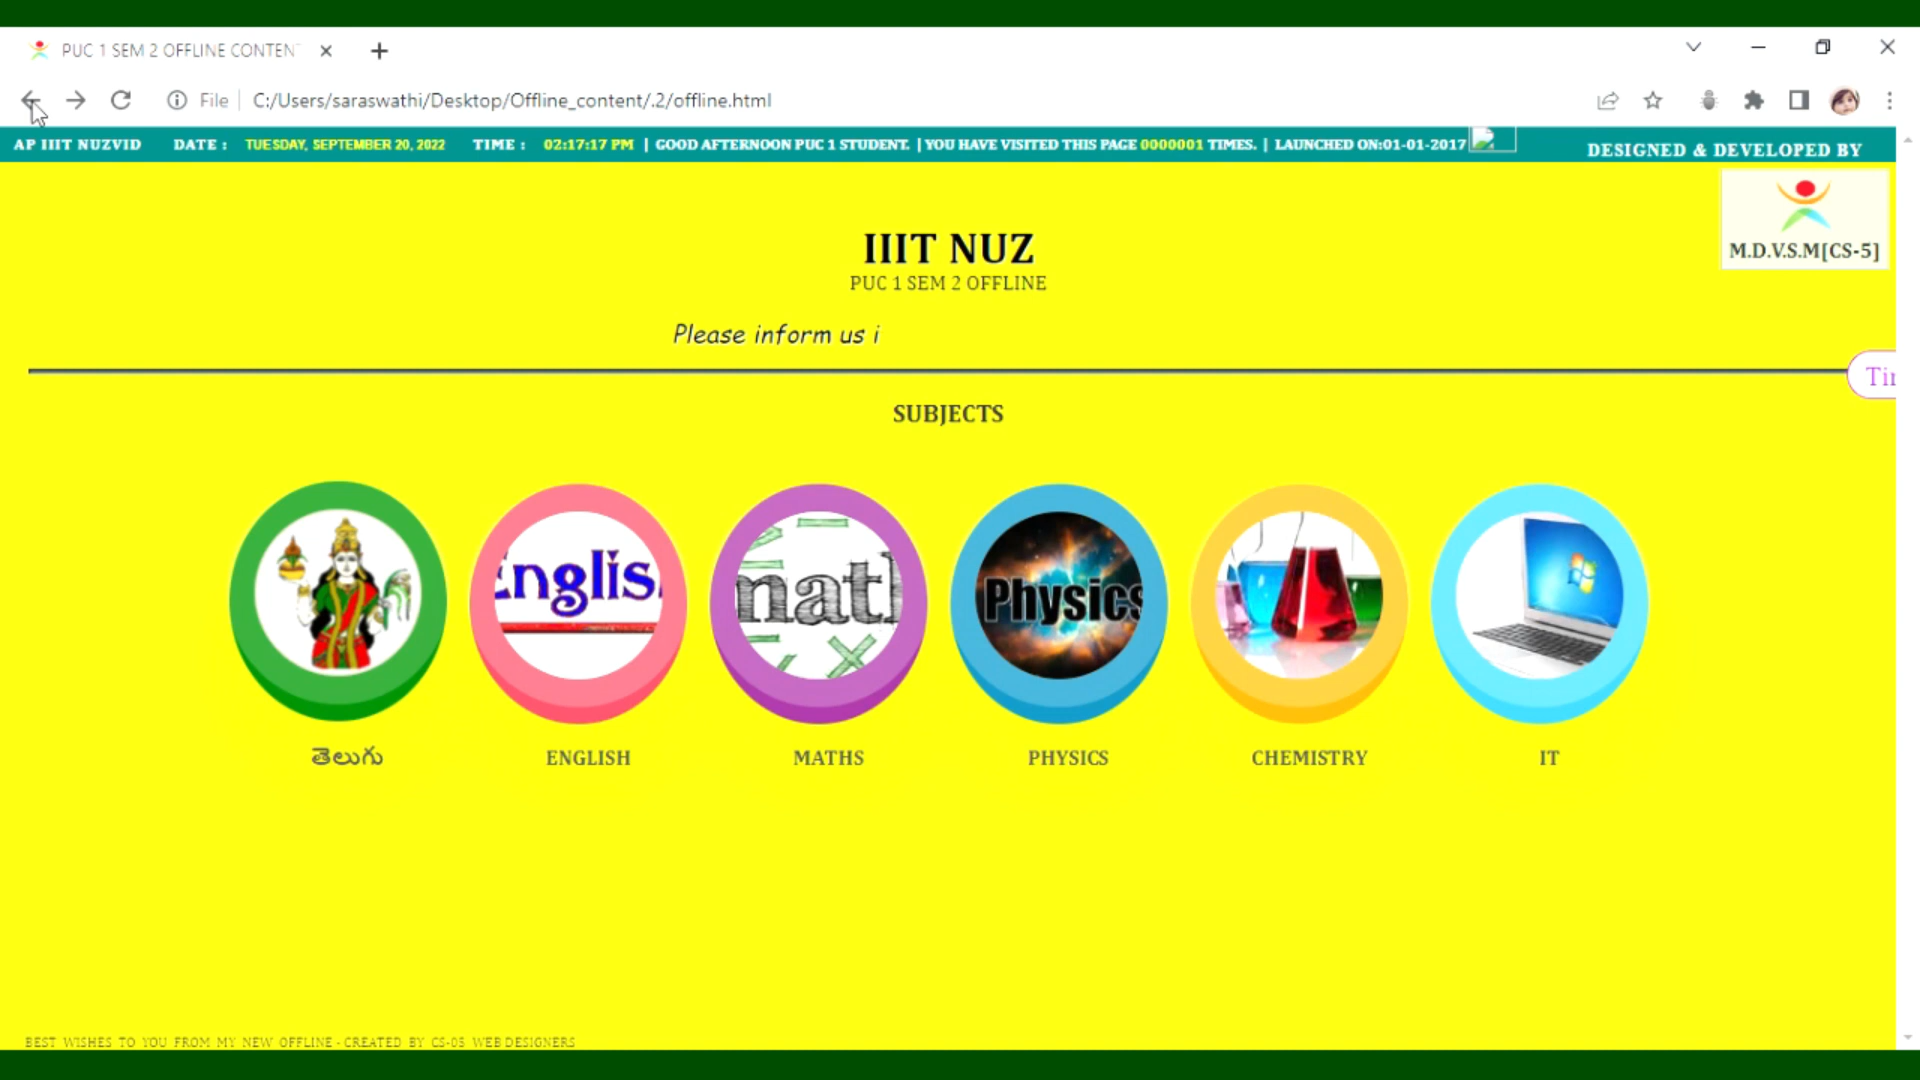 PUC 1 SEM 2 OFFLINE CONTEN
File C:/Users/saraswathi/Desktop/Offline_content/.2/offline.html
AP IIIT NUZVID DATE : TUESDAY, SEPTEMBER 20, 2022 TIME : 02:17:17 PM | GOOD AFTERNOON PUC 1 STUDENT. | YOU HAVE VISITED THIS PAGE 0000001 TIMES. | LAUNCHED ON:01-01-2017
DESIGNED & DEVELOPED BY
M.D.V.S.M[CS-5]
IIIT NUZ
PUC 1 SEM 2 OFFLINE
Please inform us i
Tir
SUBJECTS
Englis
math
Physics
తెలుగు ENGLISH MATHS PHYSICS CHEMISTRY IT
BEST WISHES TO YOU FROM MY NEW OFFLINE - CREATED BY CS-05 WEB DESIGNERS